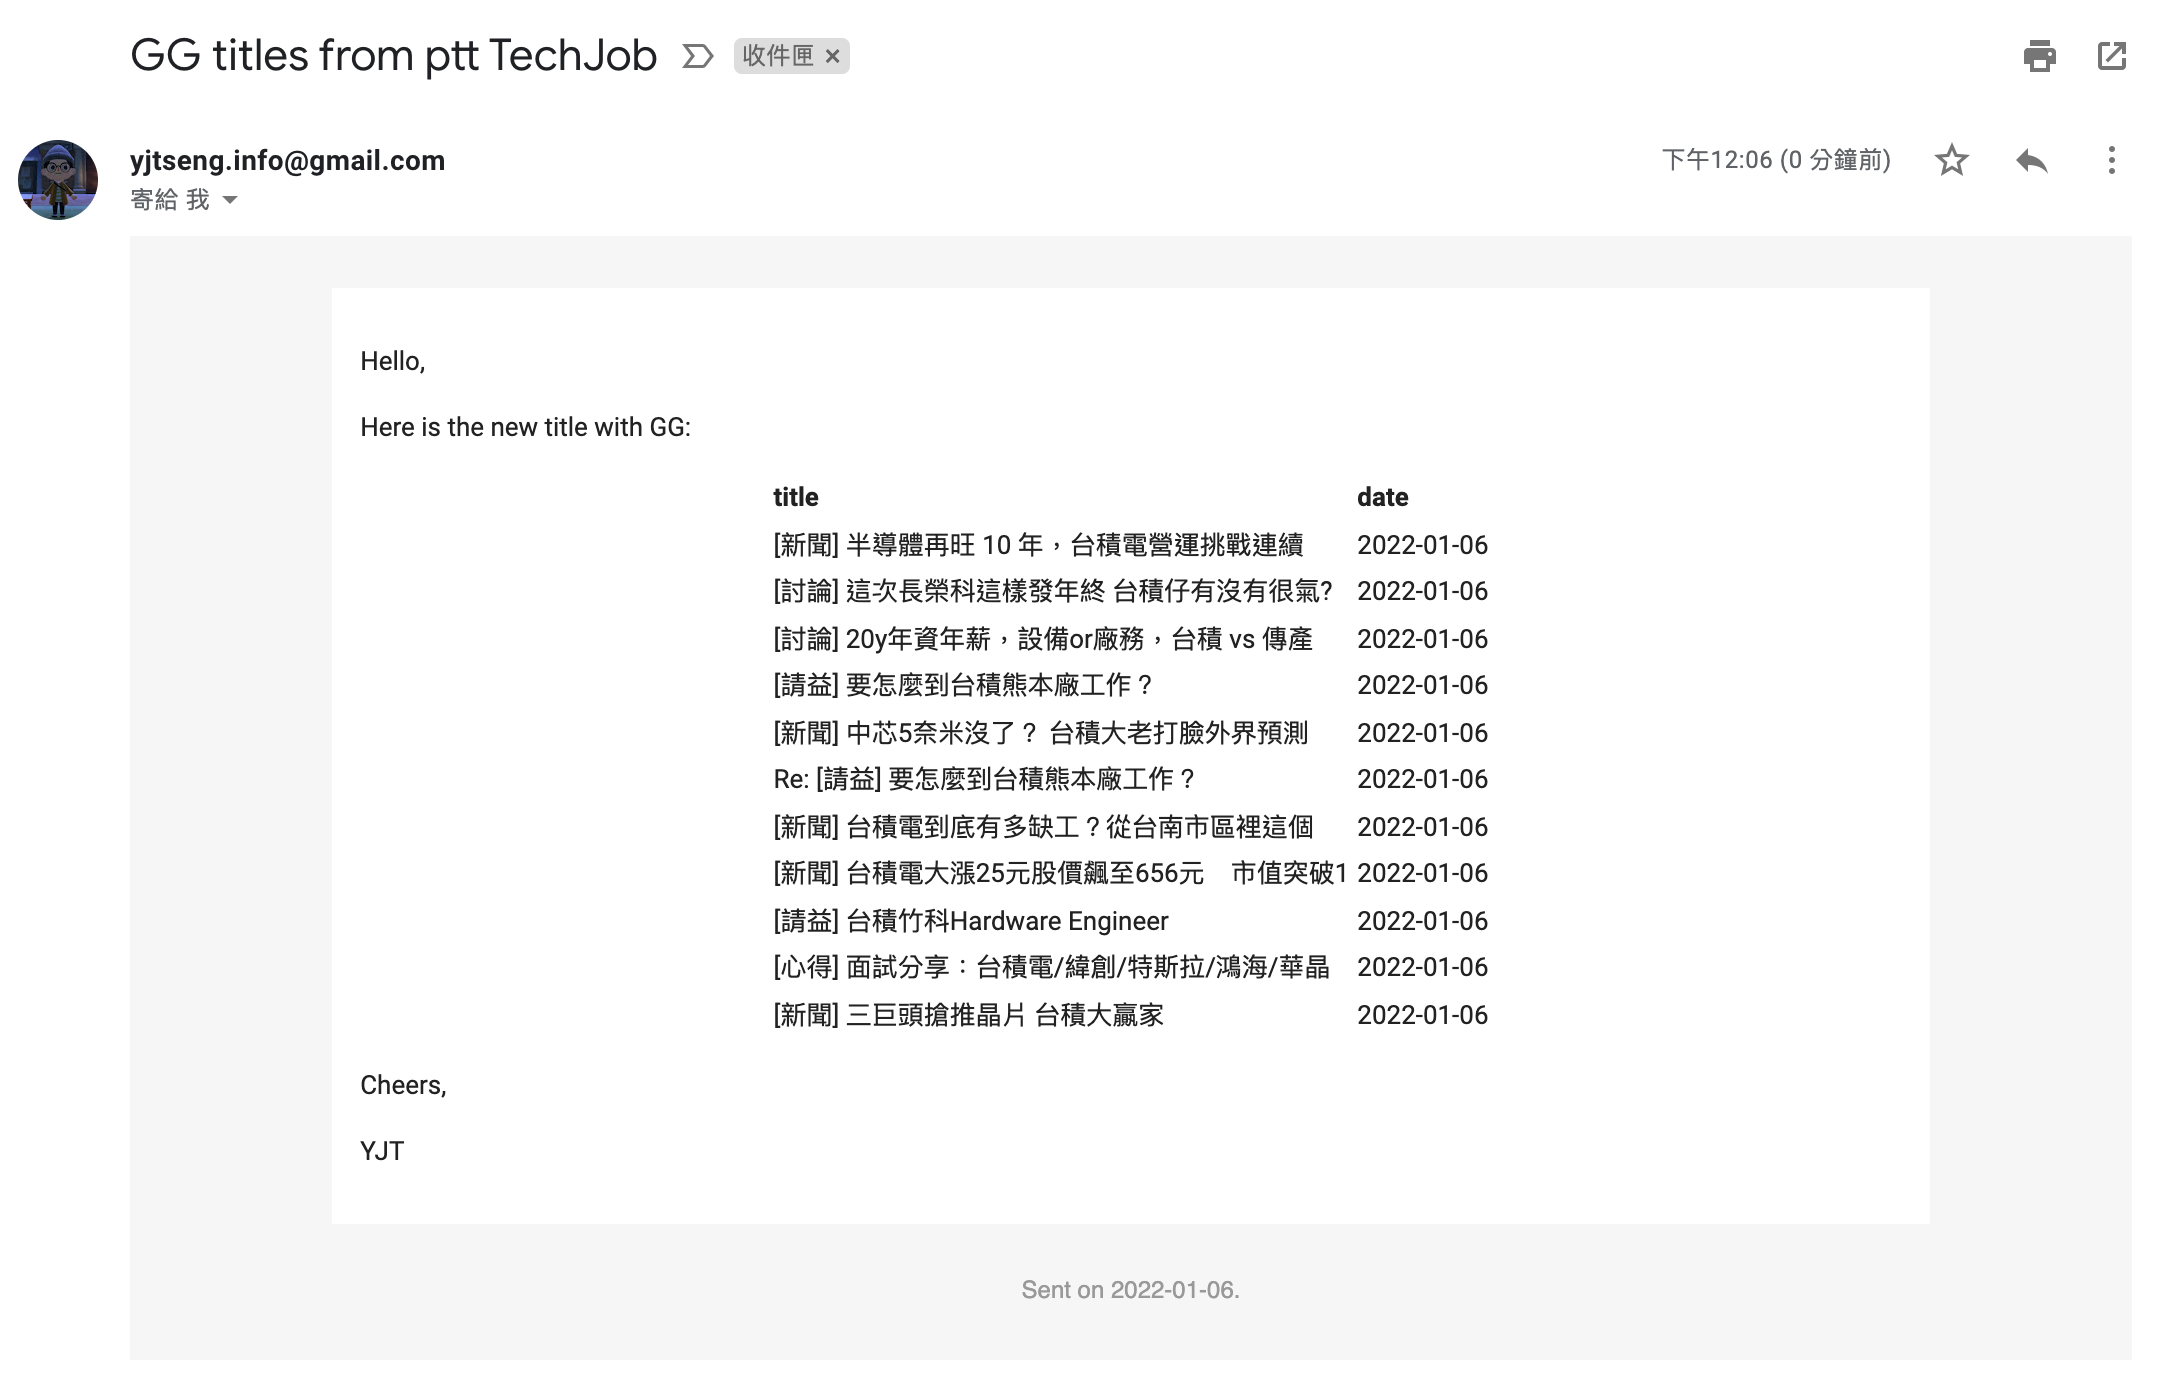 GG titles from ptt TechJob 收件匣 ×
yjtseng.info@gmail.com 下午12:06 (0 分鐘前)
寄給 我
Hello,
Here is the new title with GG:
title date
[新聞] 半導體再旺 10 年，台積電營運挑戰連續 2022-01-06
[討論] 這次長榮科這樣發年終 台積仔有沒有很氣? 2022-01-06
[討論] 20y年資年薪，設備or廠務，台積 vs 傳產 2022-01-06
[請益] 要怎麼到台積熊本廠工作？ 2022-01-06
[新聞] 中芯5奈米沒了？ 台積大老打臉外界預測 2022-01-06
Re: [請益] 要怎麼到台積熊本廠工作？ 2022-01-06
[新聞] 台積電到底有多缺工？從台南市區裡這個 2022-01-06
[新聞] 台積電大漲25元股價飆至656元　市值突破1 2022-01-06
[請益] 台積竹科Hardware Engineer 2022-01-06
[心得] 面試分享：台積電/緯創/特斯拉/鴻海/華晶 2022-01-06
[新聞] 三巨頭搶推晶片 台積大贏家 2022-01-06
Cheers,
YJT
Sent on 2022-01-06.